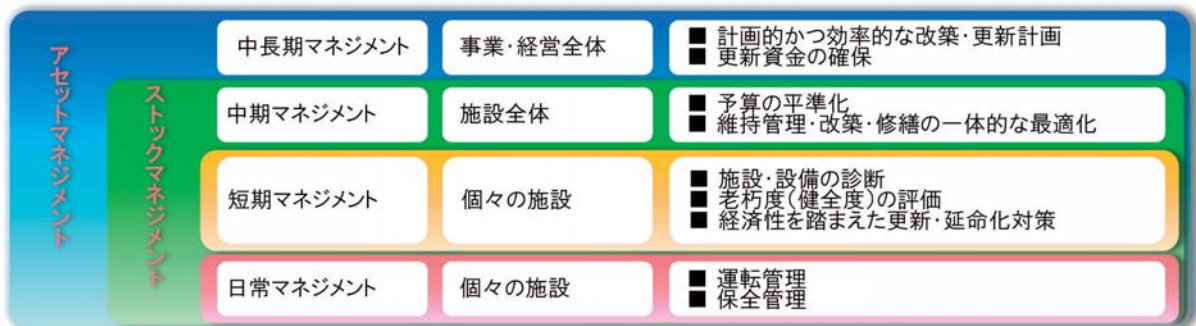 アセットマネジメント
ストックマネジメント
中長期マネジメント
事業･経営全体
■ 計画的かつ効率的な改築･更新計画
■ 更新資金の確保
中期マネジメント
施設全体
■ 予算の平準化
■ 維持管理･改築･修繕の一体的な最適化
短期マネジメント
個々の施設
■ 施設･設備の診断
■ 老朽度(健全度)の評価
■ 経済性を踏まえた更新･延命化対策
日常マネジメント
個々の施設
■ 運転管理
■ 保全管理